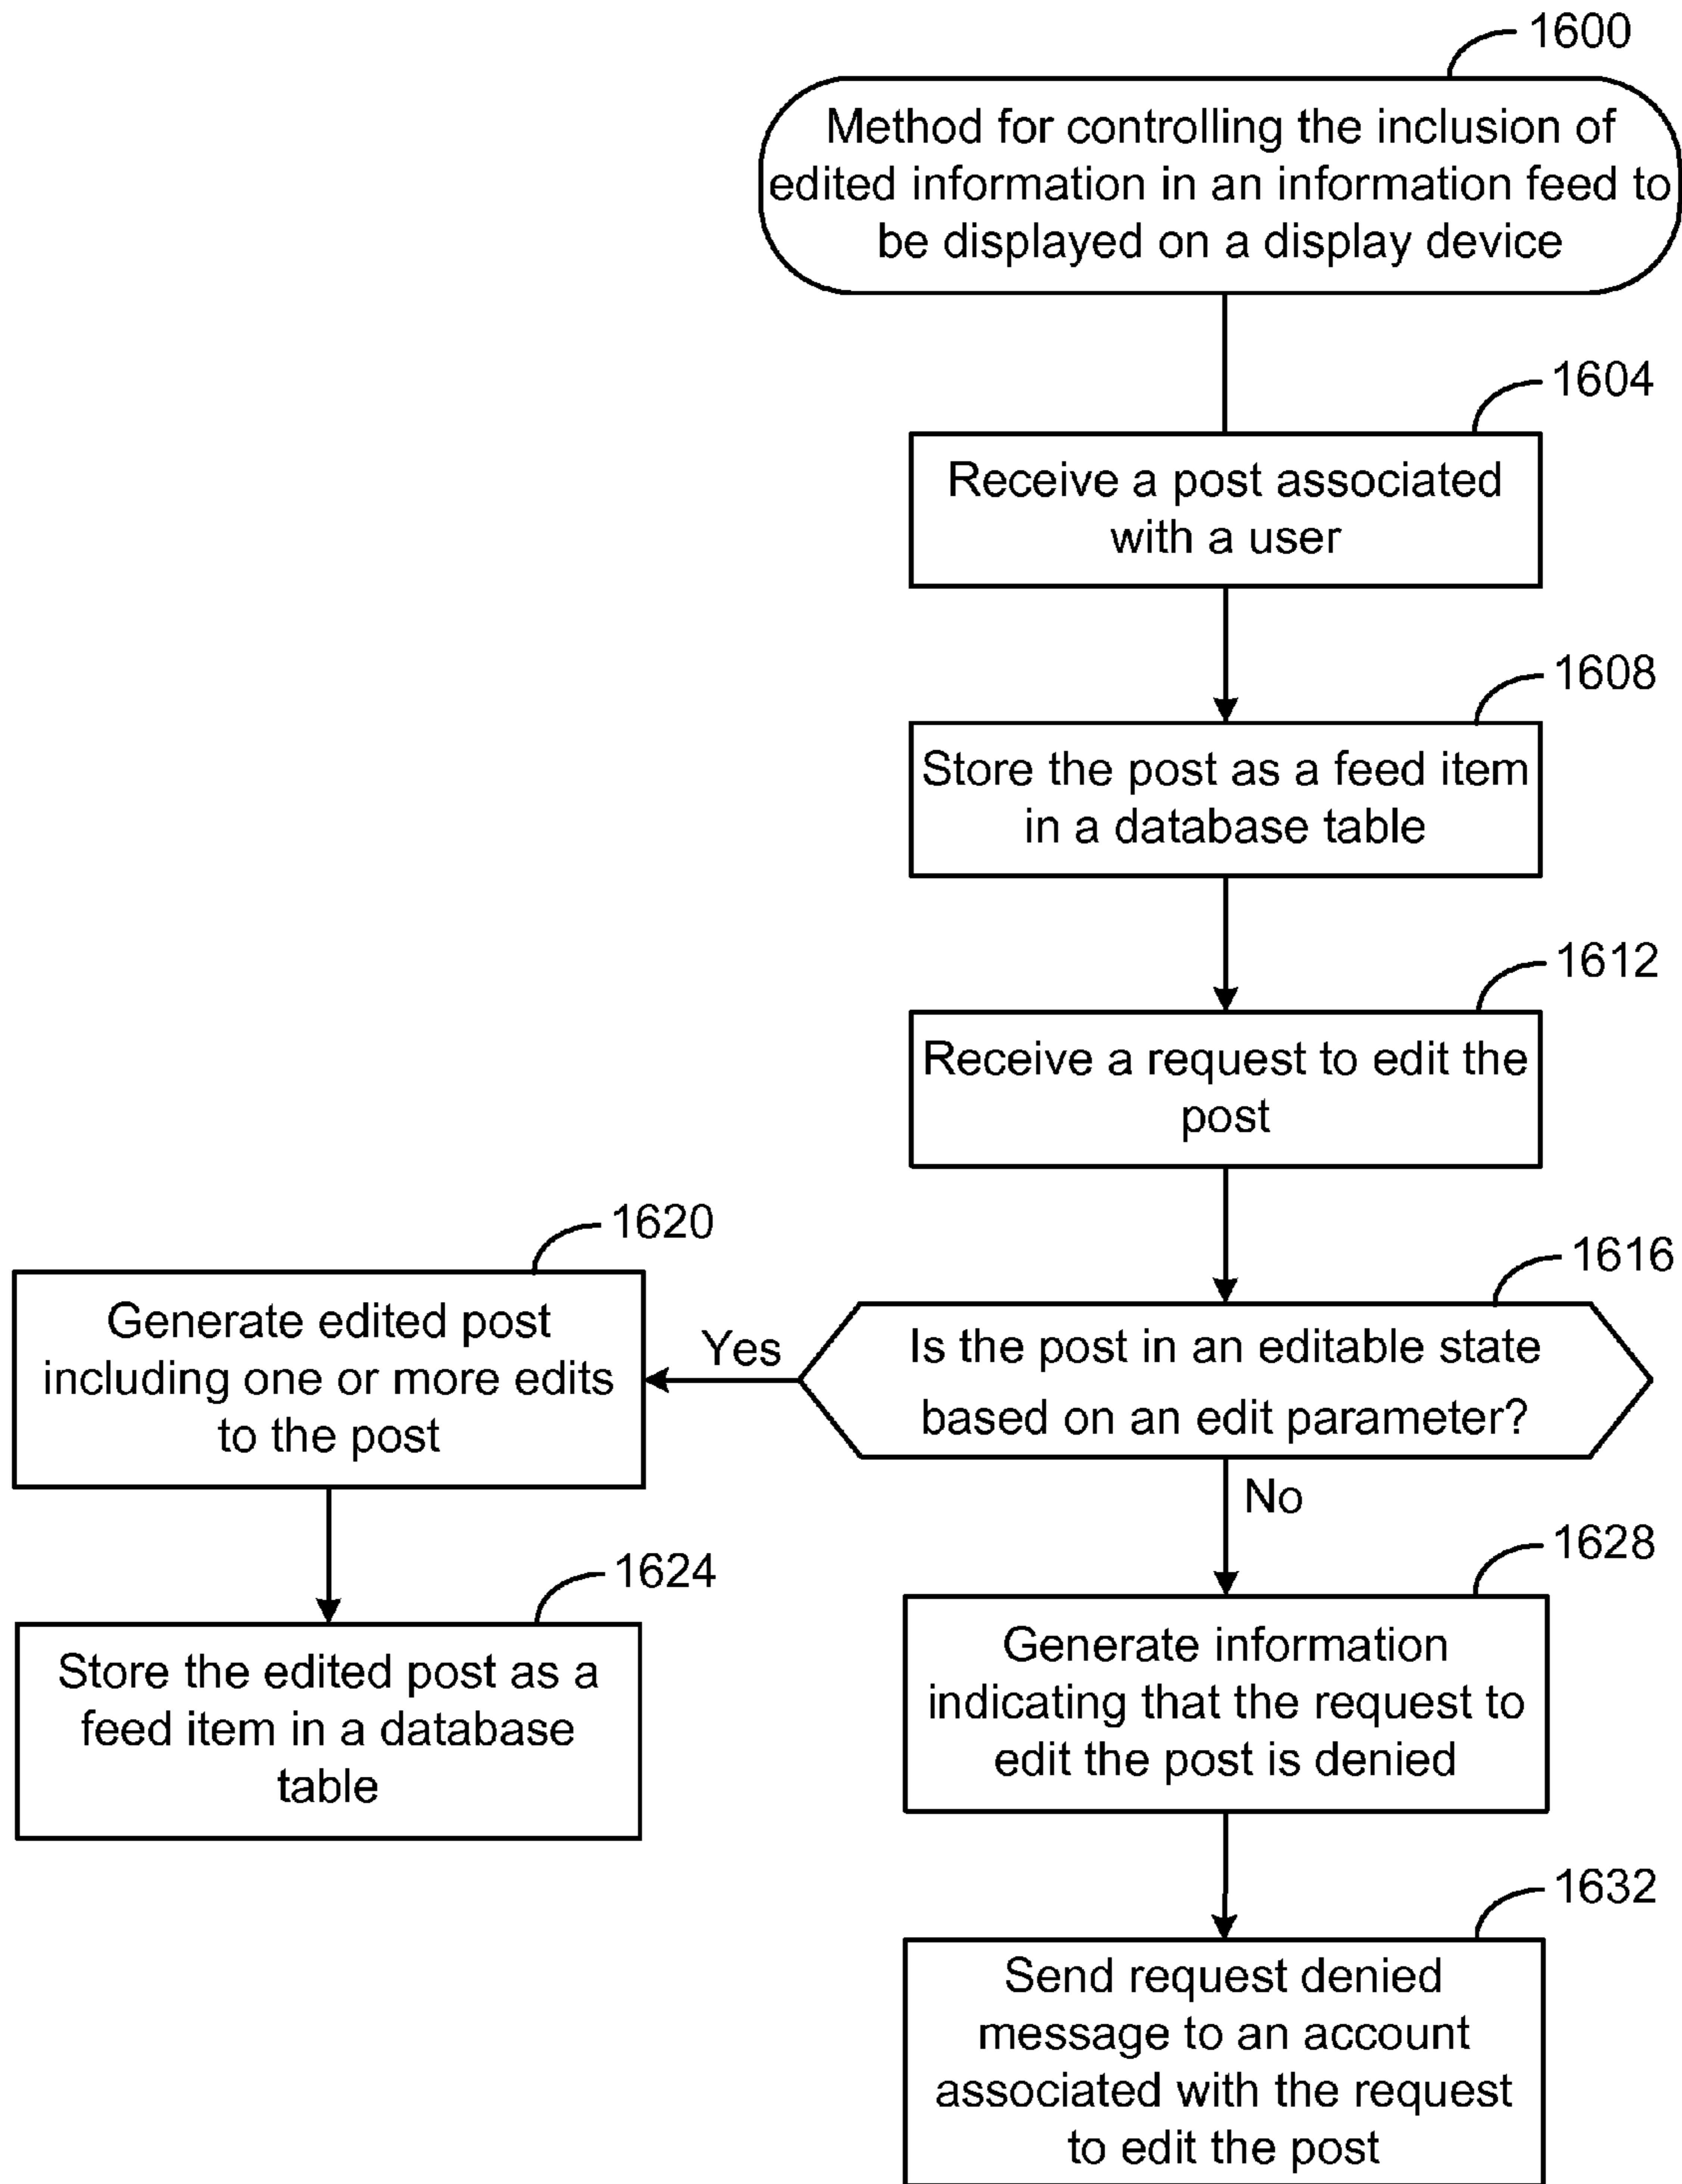 1600
Method for controlling the inclusion of
edited information in an information feed to
be displayed on a display device
1604
Receive a post associated
with a user
1608
Store the post as a feed item
in a database table
1612
Receive a request to edit the
post
1616
Is the post in an editable state
based on an edit parameter?
Yes
1620
Generate edited post
including one or more edits
to the post
1624
Store the edited post as a
feed item in a database
table
No
1628
Generate information
indicating that the request to
edit the post is denied
1632
Send request denied
message to an account
associated with the request
to edit the post